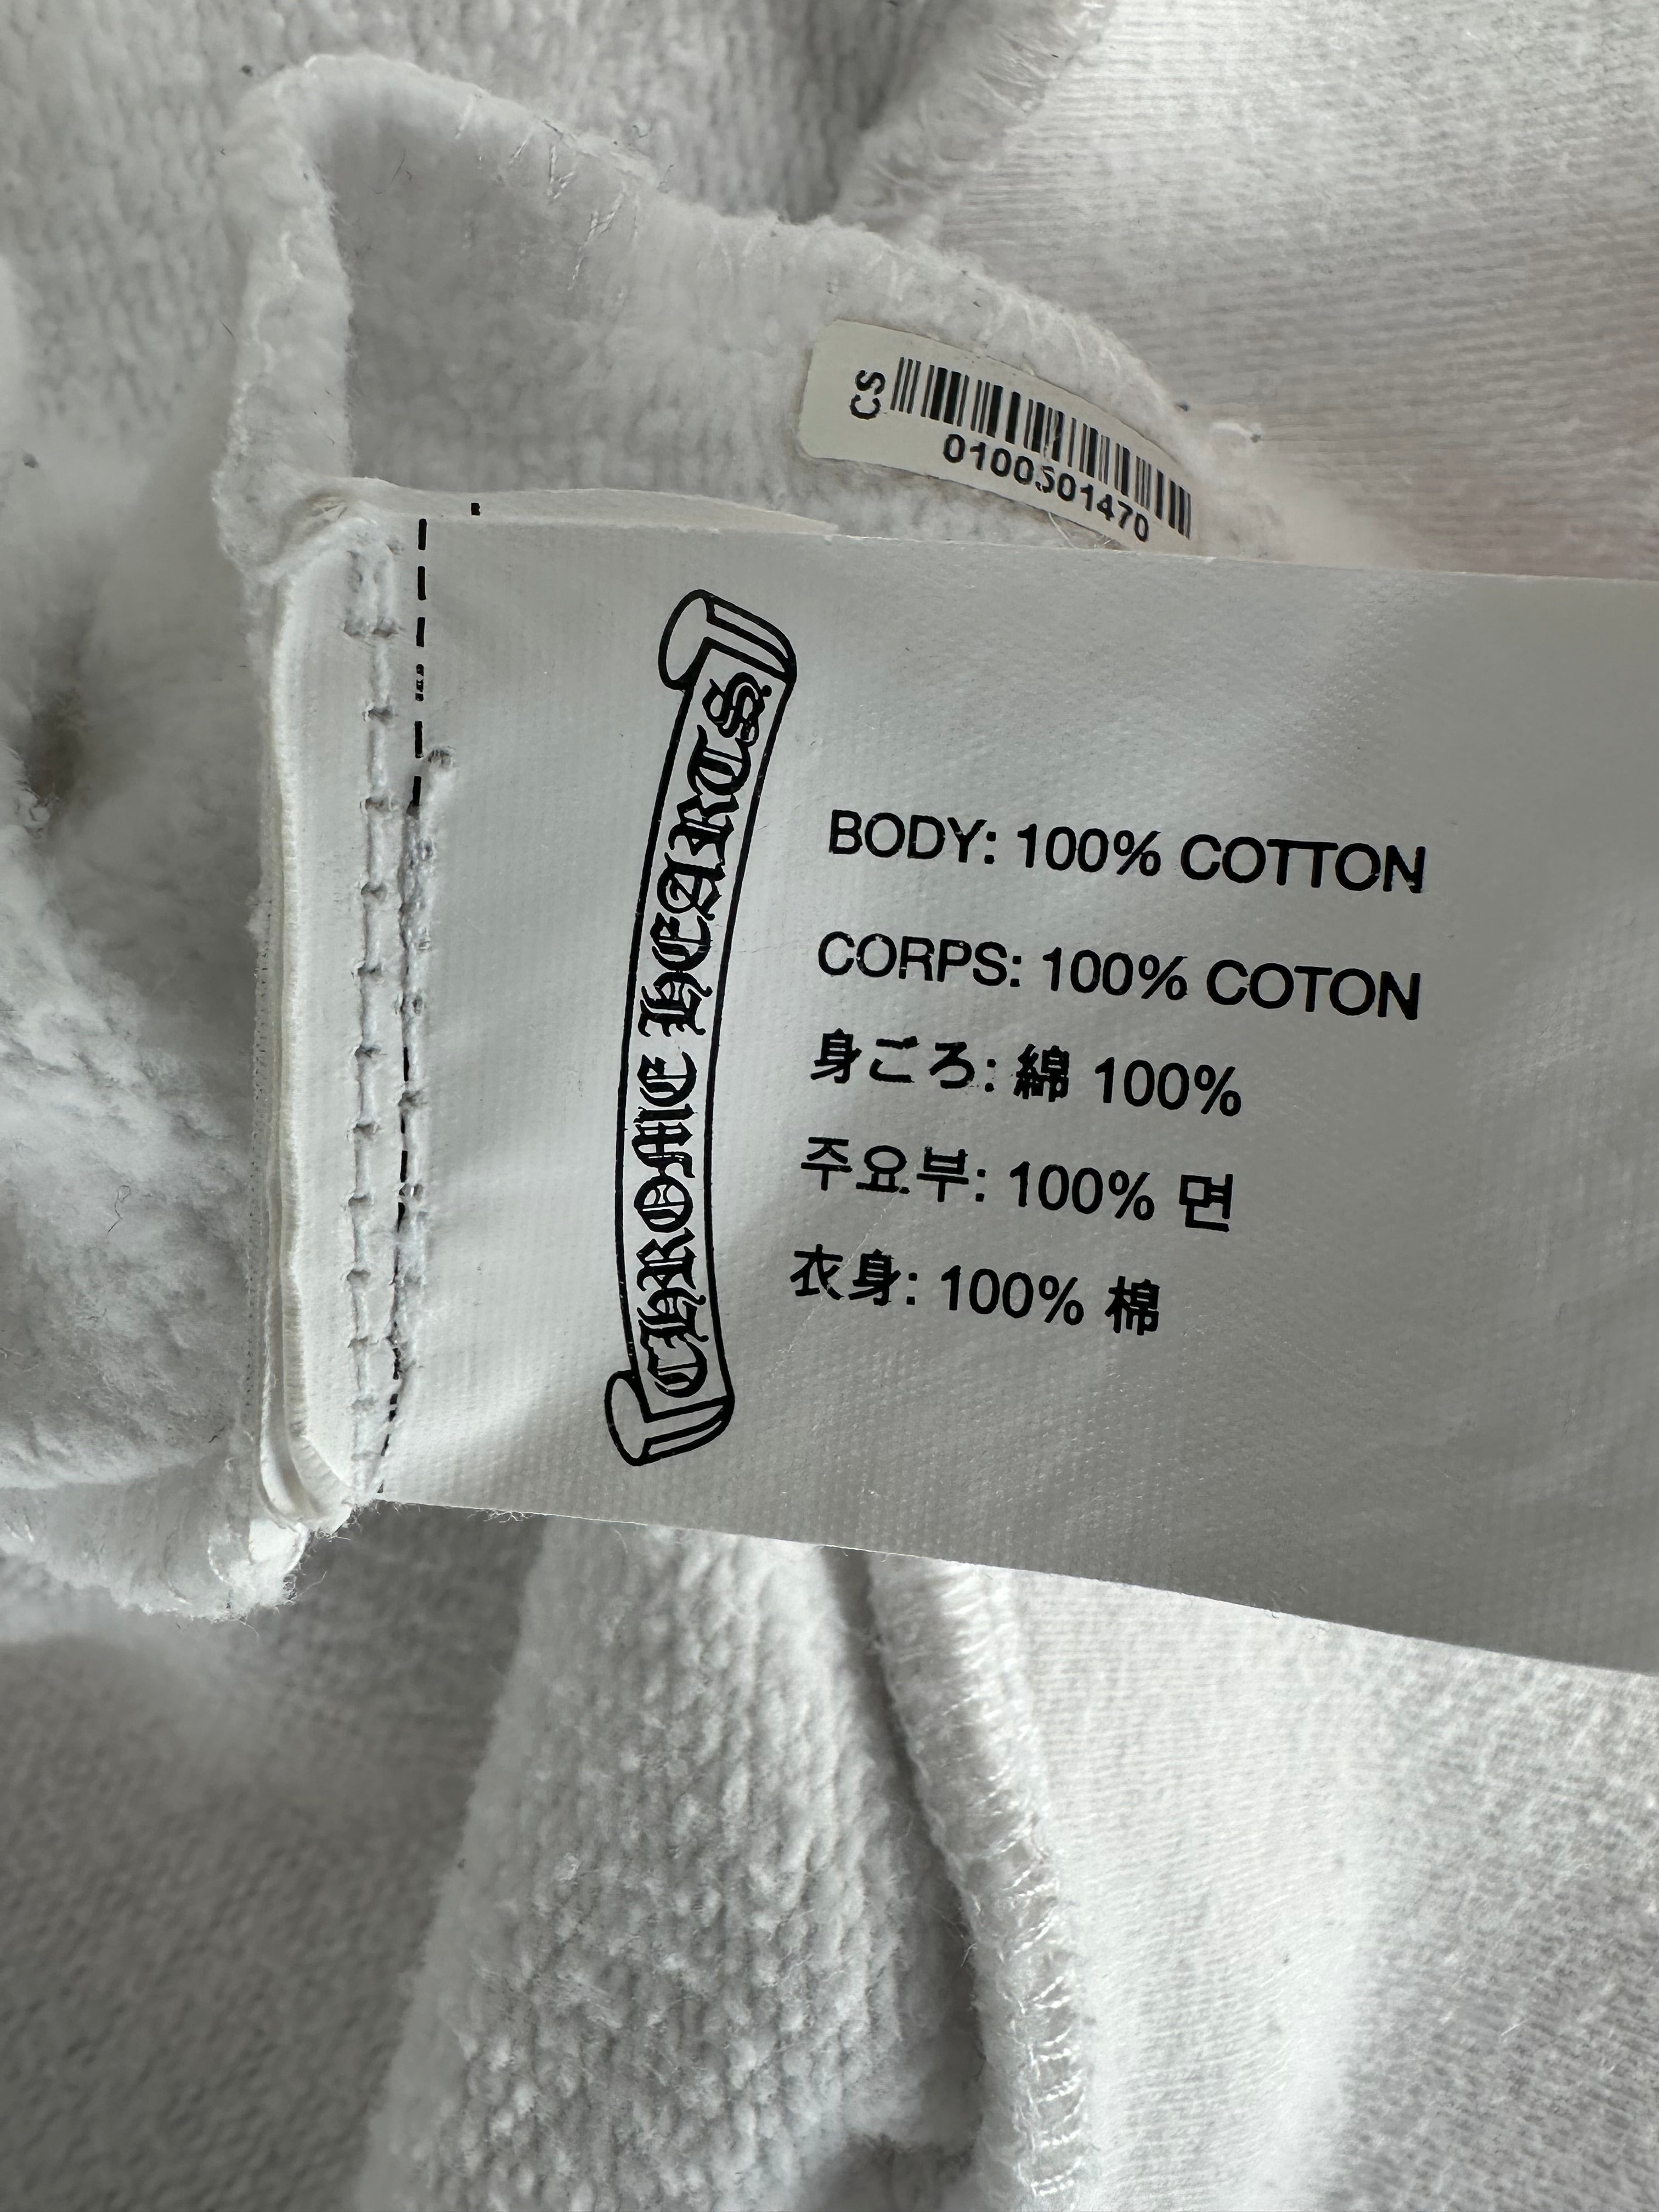 CS
0100501470
CHROME HEARTS
BODY: 100% COTTON
CORPS: 100% COTON
身ごろ: 綿 100%
주요부: 100% 면
衣身: 100% 棉